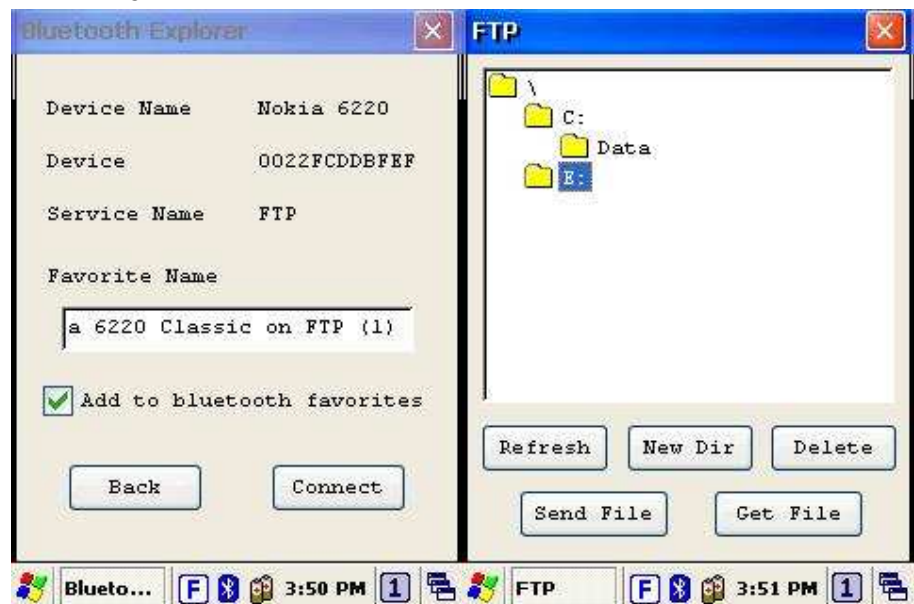 Bluetooth Explorer
Device Name Nokia 6220
Device 0022FCDDBFEF
Service Name FTP
Favorite Name
a 6220 Classic on FTP (1)
Add to bluetooth favorites
Back Connect
Blueto... F 3:50 PM 1
FTP
\
C:
Data
E:
Refresh New Dir Delete
Send File Get File
FTP F 3:51 PM 1